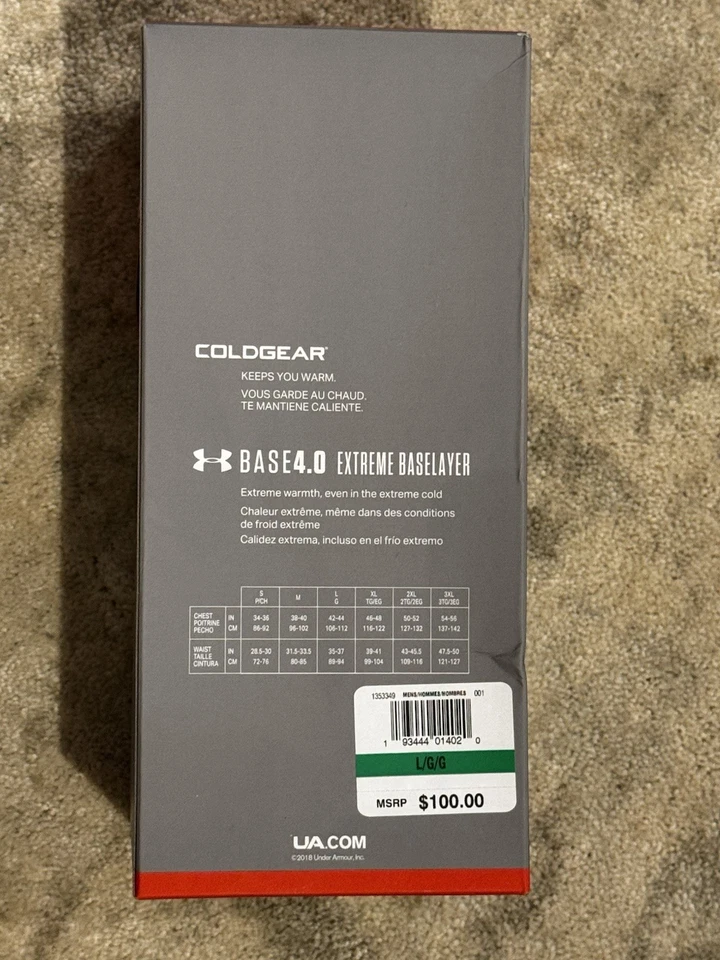 COLDGEAR®
KEEPS YOU WARM.
VOUS GARDE AU CHAUD.
TE MANTIENE CALIENTE.
BASE4.0 EXTREME BASELAYER
Extreme warmth, even in the extreme cold
Chaleur extrême, même dans des conditions
de froid extrême
Calidez extrema, incluso en el frío extremo
S M L XL 2XL 3XL
P/CH G TG/EG 2TG/2EG 3TG/3EG
CHEST IN 34-36 38-40 42-44 46-48 50-52 54-56
POITRINE
PECHO CM 86-92 96-102 106-112 116-122 127-132 137-142
WAIST IN 28.5-30 31.5-33.5 35-37 39-41 43-45.5 47.5-50
TAILLE
CINTURA CM 72-76 80-85 89-94 99-104 109-116 121-127
1353349 MENS/HOMMES/HOMBRES 001
1 93444 01402 0
L/G/G
MSRP $100.00
UA.COM
©2018 Under Armour, Inc.